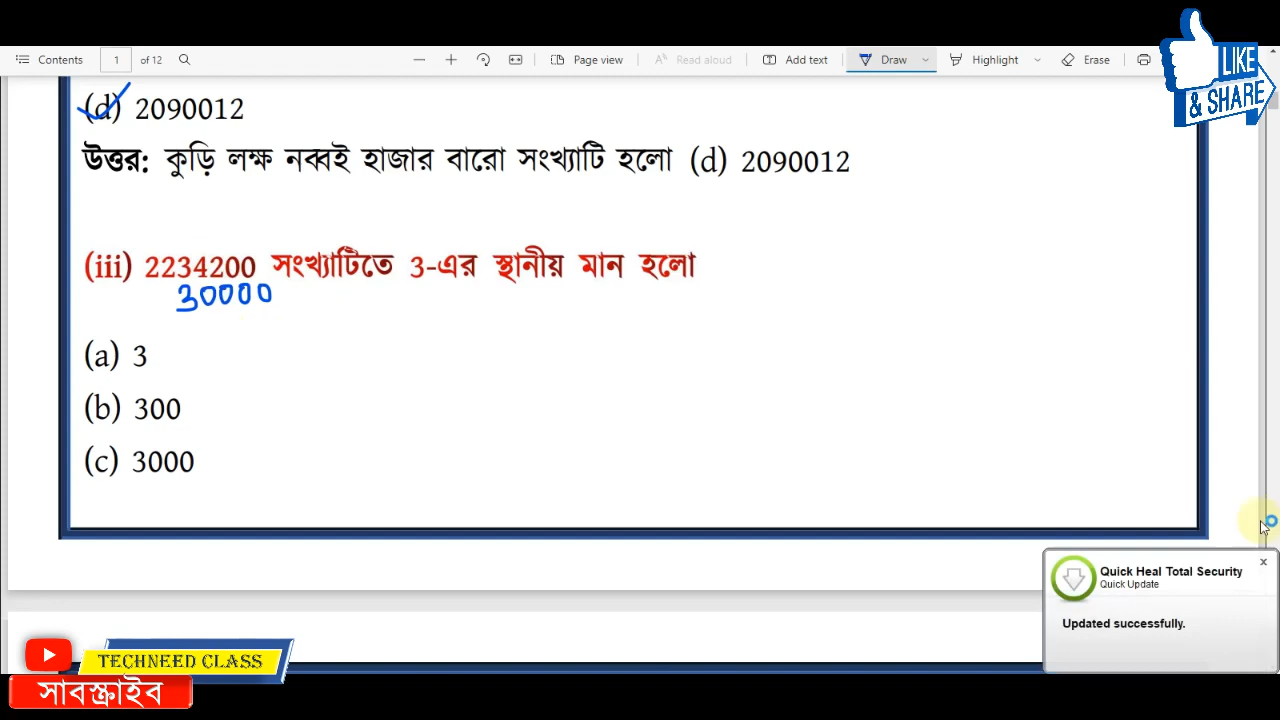 Contents 1 of 12 Page view Read aloud Add text Draw Highlight Erase
LIKE
& SHARE
(d) 2090012
উত্তর: কুড়ি লক্ষ নব্বই হাজার বারো সংখ্যাটি হলো (d) 2090012
(iii) 2234200 সংখ্যাটিতে 3-এর স্থানীয় মান হলো
30000
(a) 3
(b) 300
(c) 3000
Quick Heal Total Security
Quick Update
Updated successfully.
TECHNEED CLASS
সাবস্ক্রাইব